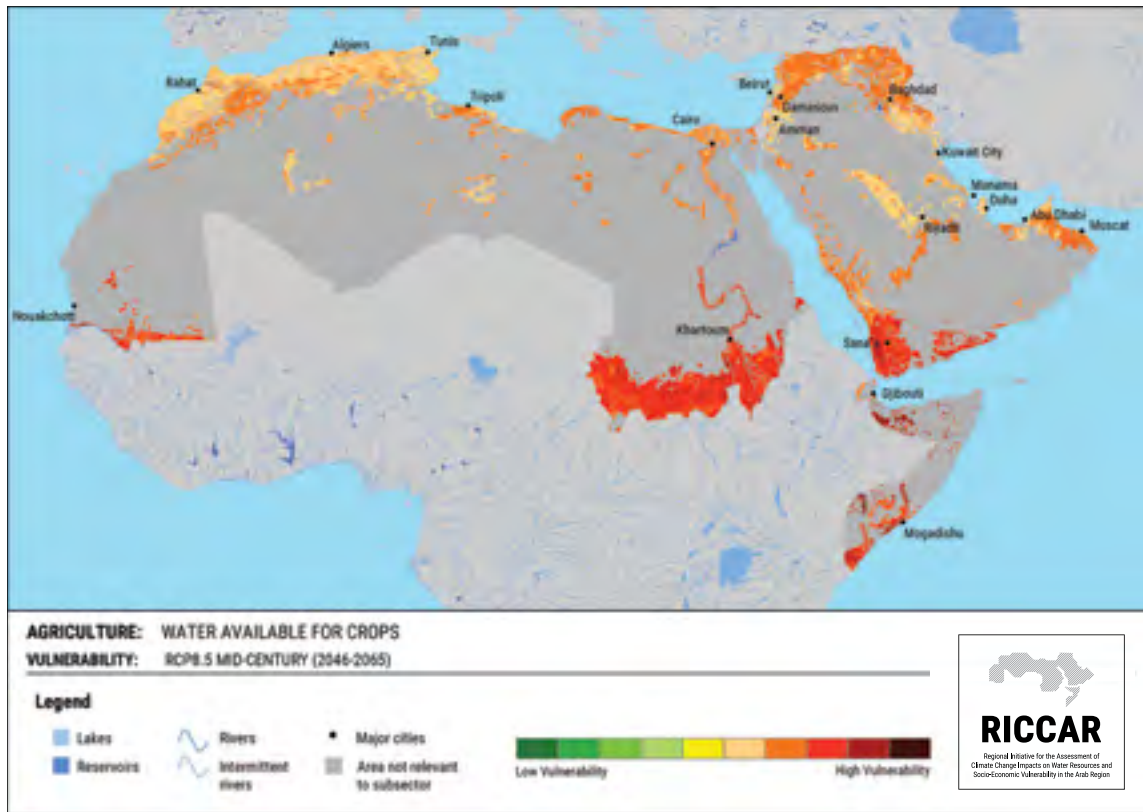 Algiers
Tunis
Rabat
Tripoli
Cairo
Beirut
Damascus
Amman
Baghdad
Kuwait City
Manama
Doha
Abu Dhabi
Moscat
Riyadh
Nouakchott
Khartoum
Sana'a
Djibouti
Mogadishu
AGRICULTURE: WATER AVAILABLE FOR CROPS
VULNERABILITY: RCP8.5 MID-CENTURY (2046-2065)
Legend
Lakes
Reservoirs
Rivers
Intermittent
rivers
Major cities
Area not relevant
to subsector
Low Vulnerability
High Vulnerability
RICCAR
Regional Initiative for the Assessment of
Climate Change Impacts on Water Resources and
Socio-Economic Vulnerability in the Arab Region